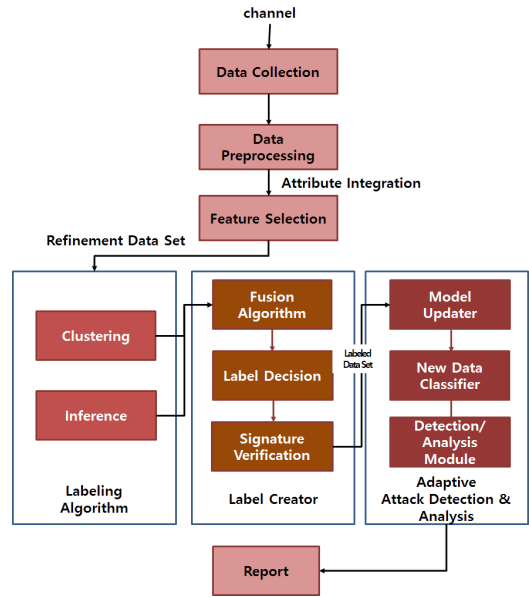 channel
Data Collection
Data
Preprocessing
Attribute Integration
Feature Selection
Refinement Data Set
Clustering
Inference
Labeling
Algorithm
Fusion
Algorithm
Label Decision
Signature
Verification
Label Creator
Labeled
Data Set
Model
Updater
New Data
Classifier
Detection/
Analysis
Module
Adaptive
Attack Detection &
Analysis
Report